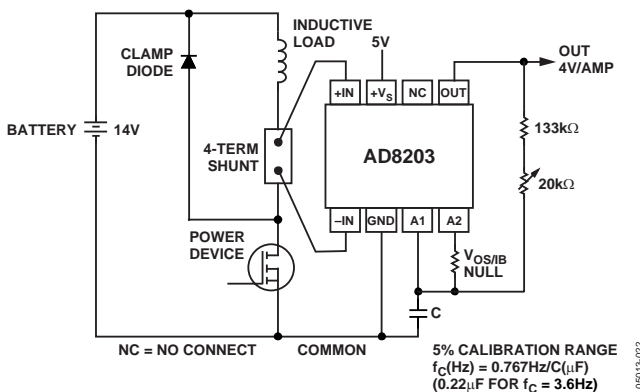 INDUCTIVE
LOAD
CLAMP
DIODE
5V
OUT
4V/AMP
+IN
+VS
NC
OUT
BATTERY
14V
4-TERM
SHUNT
AD8203
133kΩ
20kΩ
–IN
GND
A1
A2
POWER
DEVICE
VOS/IB
NULL
C
NC = NO CONNECT
COMMON
5% CALIBRATION RANGE
fC(Hz) = 0.767Hz/C(μF)
(0.22μF FOR fC = 3.6Hz)
05013-022